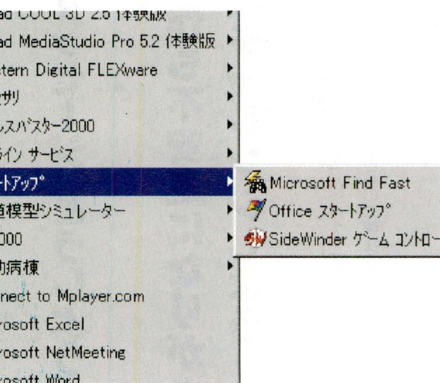 ad COOL 3D 2.5 体験版
ad MediaStudio Pro 5.2 体験版
stern Digital FLEXware
セサリ
ルスバスター2000
ライン サービス
ートアップ
道模型シミュレーター
000
病棟
nect to Mplayer.com
rosoft Excel
rosoft NetMeeting
rosoft Word
Microsoft Find Fast
Office スタートアップ
SideWinder ゲーム コントロー